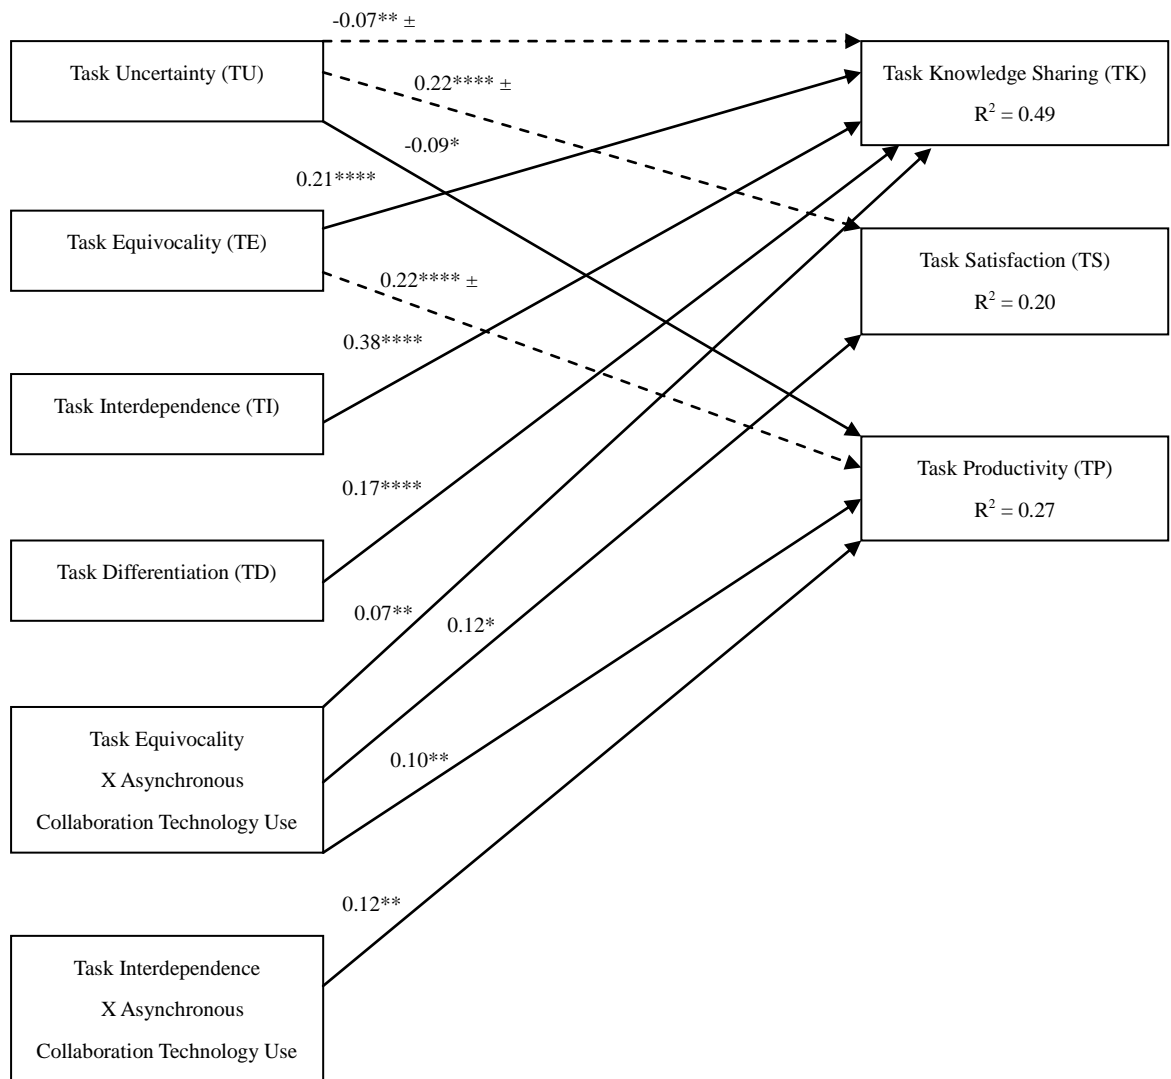 -0.07** ±
Task Uncertainty (TU)
Task Knowledge Sharing (TK)
R² = 0.49
0.22**** ±
-0.09*
0.21****
Task Equivocality (TE)
Task Satisfaction (TS)
R² = 0.20
0.22**** ±
0.38****
Task Interdependence (TI)
Task Productivity (TP)
R² = 0.27
0.17****
Task Differentiation (TD)
0.07**
0.12*
Task Equivocality
X Asynchronous
Collaboration Technology Use
0.10**
0.12**
Task Interdependence
X Asynchronous
Collaboration Technology Use